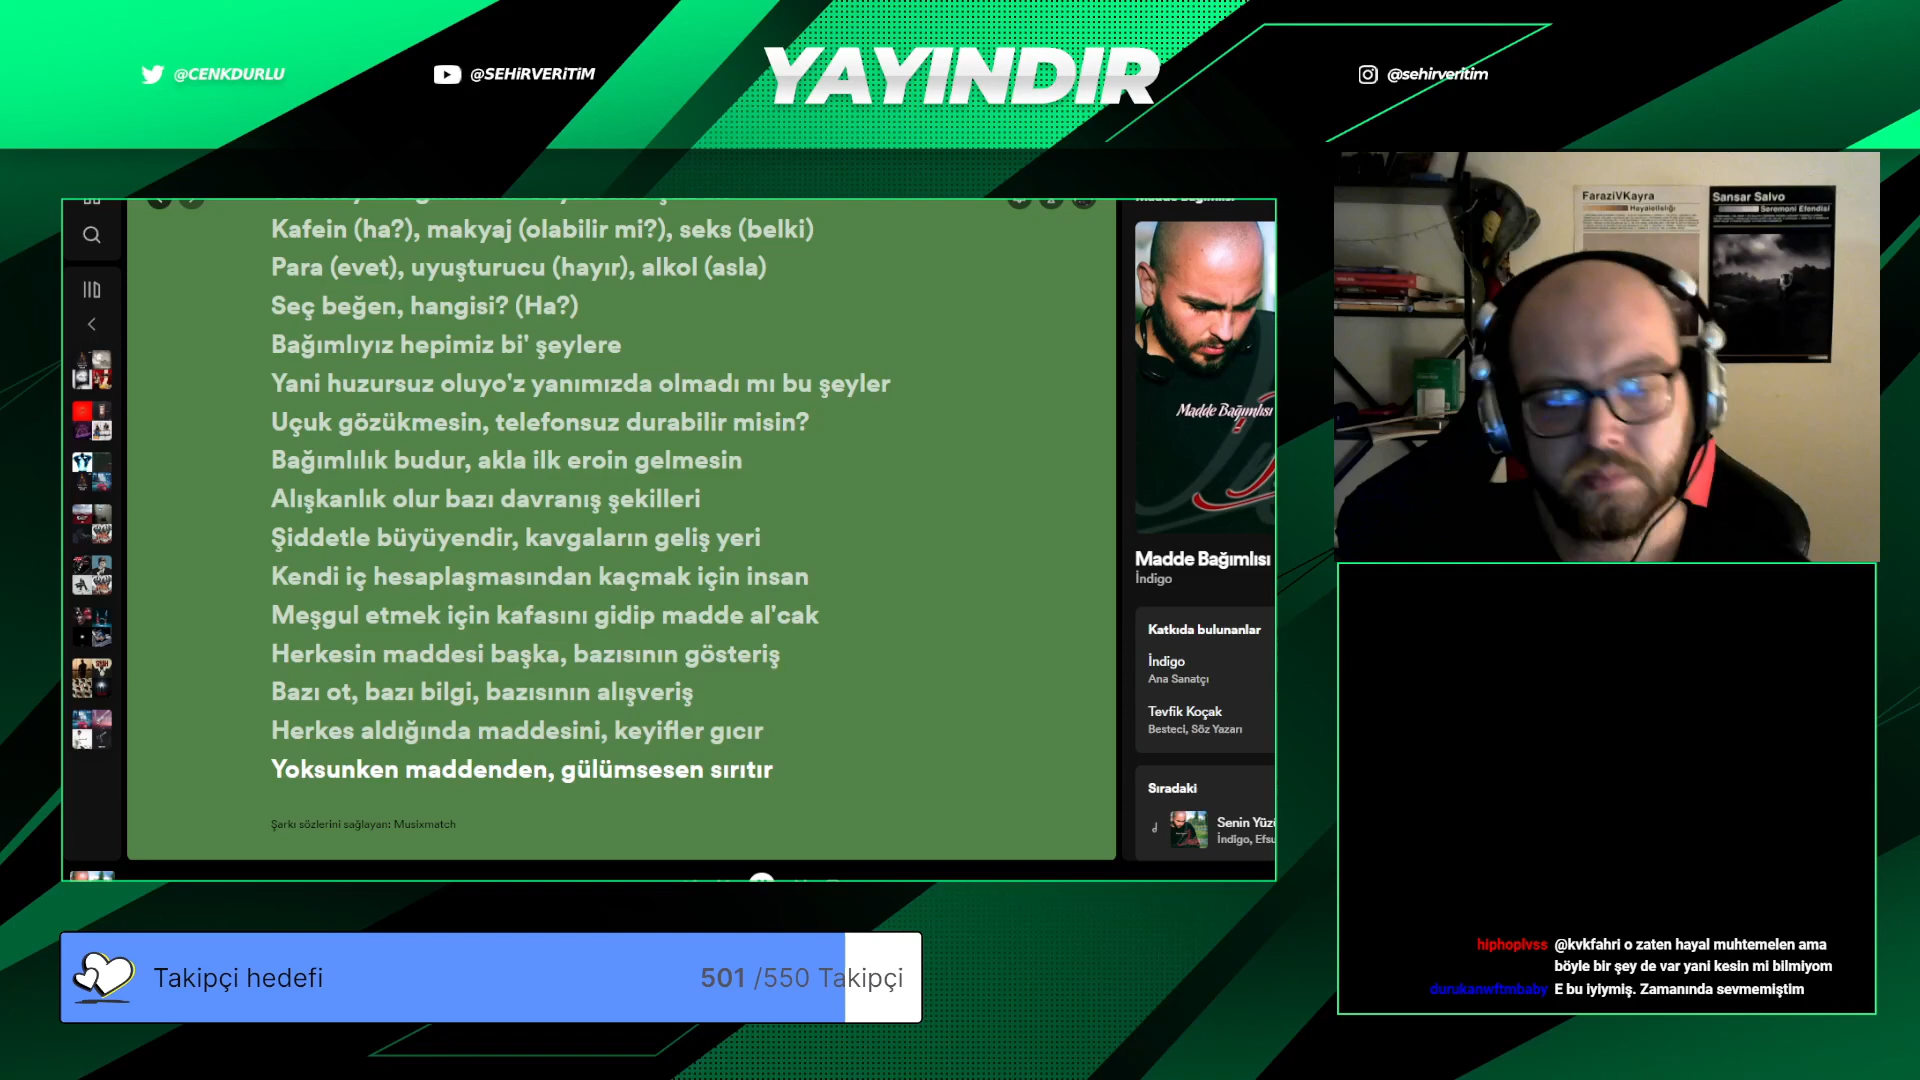 @CENKDURLU
@SEHİRVERİTİM
YAYINDIR
@sehirveritim
Kafein (ha?), makyaj (olabilir mi?), seks (belki)
Para (evet), uyuşturucu (hayır), alkol (asla)
Seç beğen, hangisi? (Ha?)
Bağımlıyız hepimiz bi' şeylere
Yani huzursuz oluyo'z yanımızda olmadı mı bu şeyler
Uçuk gözükmesin, telefonsuz durabilir misin?
Bağımlılık budur, akla ilk eroin gelmesin
Alışkanlık olur bazı davranış şekilleri
Şiddetle büyüyendir, kavgaların geliş yeri
Kendi iç hesaplaşmasından kaçmak için insan
Meşgul etmek için kafasını gidip madde al'cak
Herkesin maddesi başka, bazısının gösteriş
Bazı ot, bazı bilgi, bazısının alışveriş
Herkes aldığında maddesini, keyifler gıcır
Yoksunken maddenden, gülümsesen sırıtır
Şarkı sözlerini sağlayan: Musixmatch
Madde Bağımlısı
Madde Bağımlısı
İndigo
Katkıda bulunanlar
İndigo
Ana Sanatçı
Tevfik Koçak
Besteci, Söz Yazarı
Sıradaki
Senin Yüzü
İndigo, Efsu
FaraziVKayra
Hayaletisliği
Sansar Salvo
Seremoni Efendisi
hiphoplvss @kvkfahri o zaten hayal muhtemelen ama
böyle bir şey de var yani kesin mi bilmiyom
durukanwftmbaby E bu iyiymiş. Zamanında sevmemiştim
Takipçi hedefi
501 /550 Takipçi